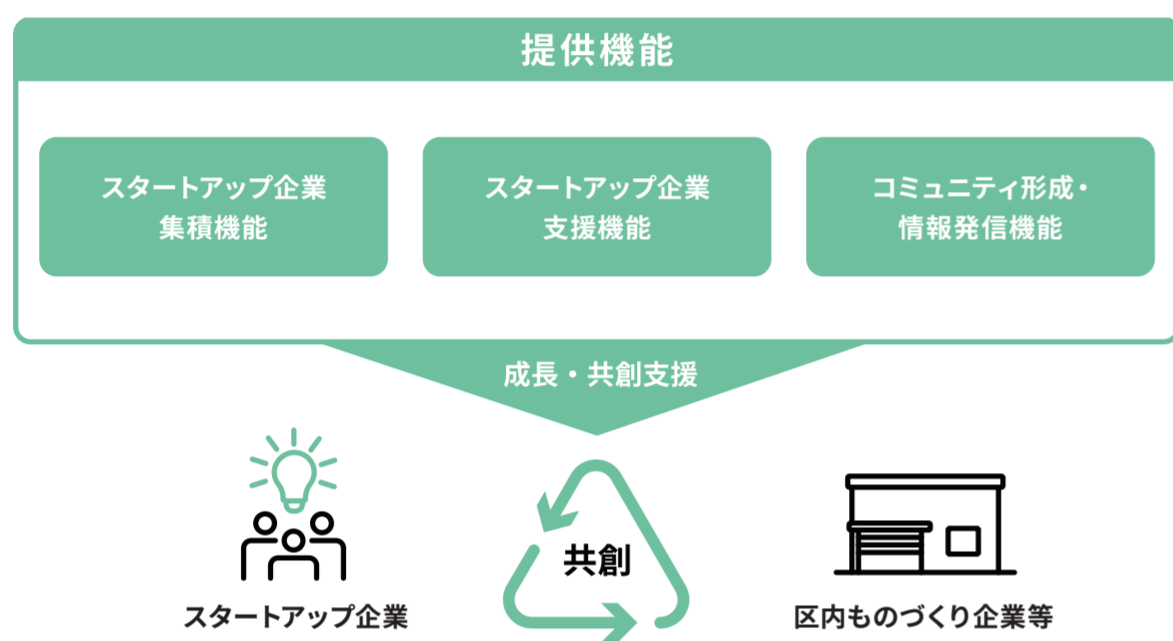 提供機能
スタートアップ企業
集積機能
スタートアップ企業
支援機能
コミュニティ形成・
情報発信機能
成長・共創支援
共創
スタートアップ企業
区内ものづくり企業等